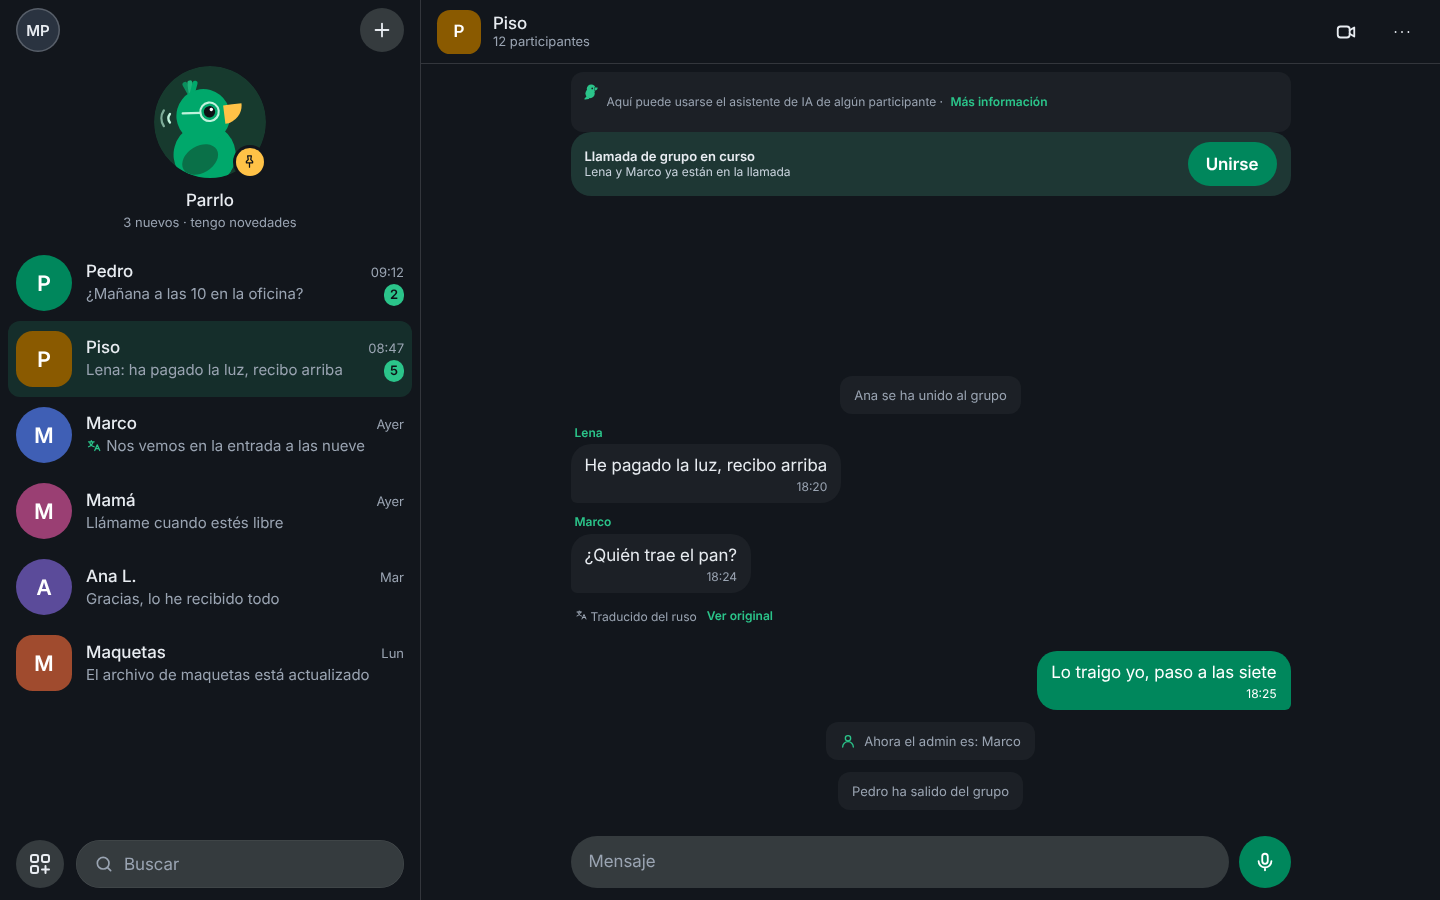 MP
Parrlo
3 nuevos · tengo novedades
P
Pedro
09:12
¿Mañana a las 10 en la oficina?
2
P
Piso
08:47
Lena: ha pagado la luz, recibo arriba
5
M
Marco
Ayer
Nos vemos en la entrada a las nueve
M
Mamá
Ayer
Llámame cuando estés libre
A
Ana L.
Mar
Gracias, lo he recibido todo
M
Maquetas
Lun
El archivo de maquetas está actualizado
Buscar
P
Piso
12 participantes
Aquí puede usarse el asistente de IA de algún participante · Más información
Llamada de grupo en curso
Lena y Marco ya están en la llamada
Unirse
Ana se ha unido al grupo
Lena
He pagado la luz, recibo arriba
18:20
Marco
¿Quién trae el pan?
18:24
Traducido del ruso Ver original
Lo traigo yo, paso a las siete
18:25
Ahora el admin es: Marco
Pedro ha salido del grupo
Mensaje